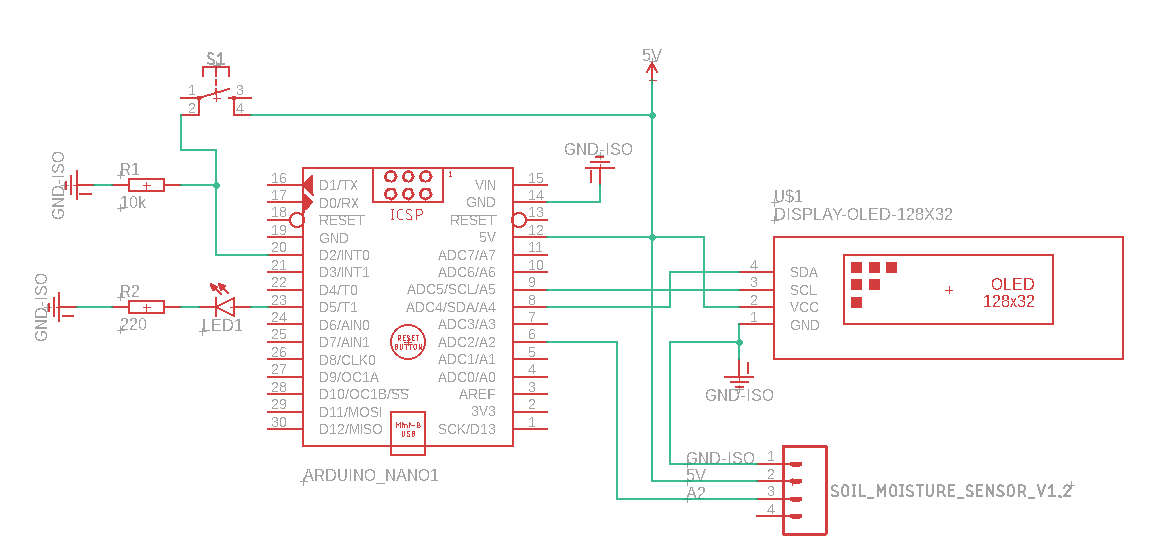 S1
1 3
2 4
5V
GND-ISO
R1
10k
GND-ISO
R2
220
LED1
GND-ISO
ICSP
1
16 D1/TX VIN 15
17 D0/RX GND 14
18 RESET RESET 13
19 GND 5V 12
20 D2/INT0 ADC7/A7 11
21 D3/INT1 ADC6/A6 10
22 D4/T0 ADC5/SCL/A5 9
23 D5/T1 ADC4/SDA/A4 8
24 D6/AIN0 ADC3/A3 7
25 D7/AIN1 ADC2/A2 6
26 D8/CLK0 ADC1/A1 5
27 D9/OC1A ADC0/A0 4
28 D10/OC1B/SS AREF 3
29 D11/MOSI 3V3 2
30 D12/MISO SCK/D13 1
RESET
BUTTON
Mini-B
USB
ARDUINO_NANO1
U$1
DISPLAY-OLED-128X32
4 SDA
3 SCL
2 VCC
1 GND
OLED
128x32
GND-ISO
GND-ISO 1
5V 2
A2 3
4
SOIL_MOISTURE_SENSOR_V1.2